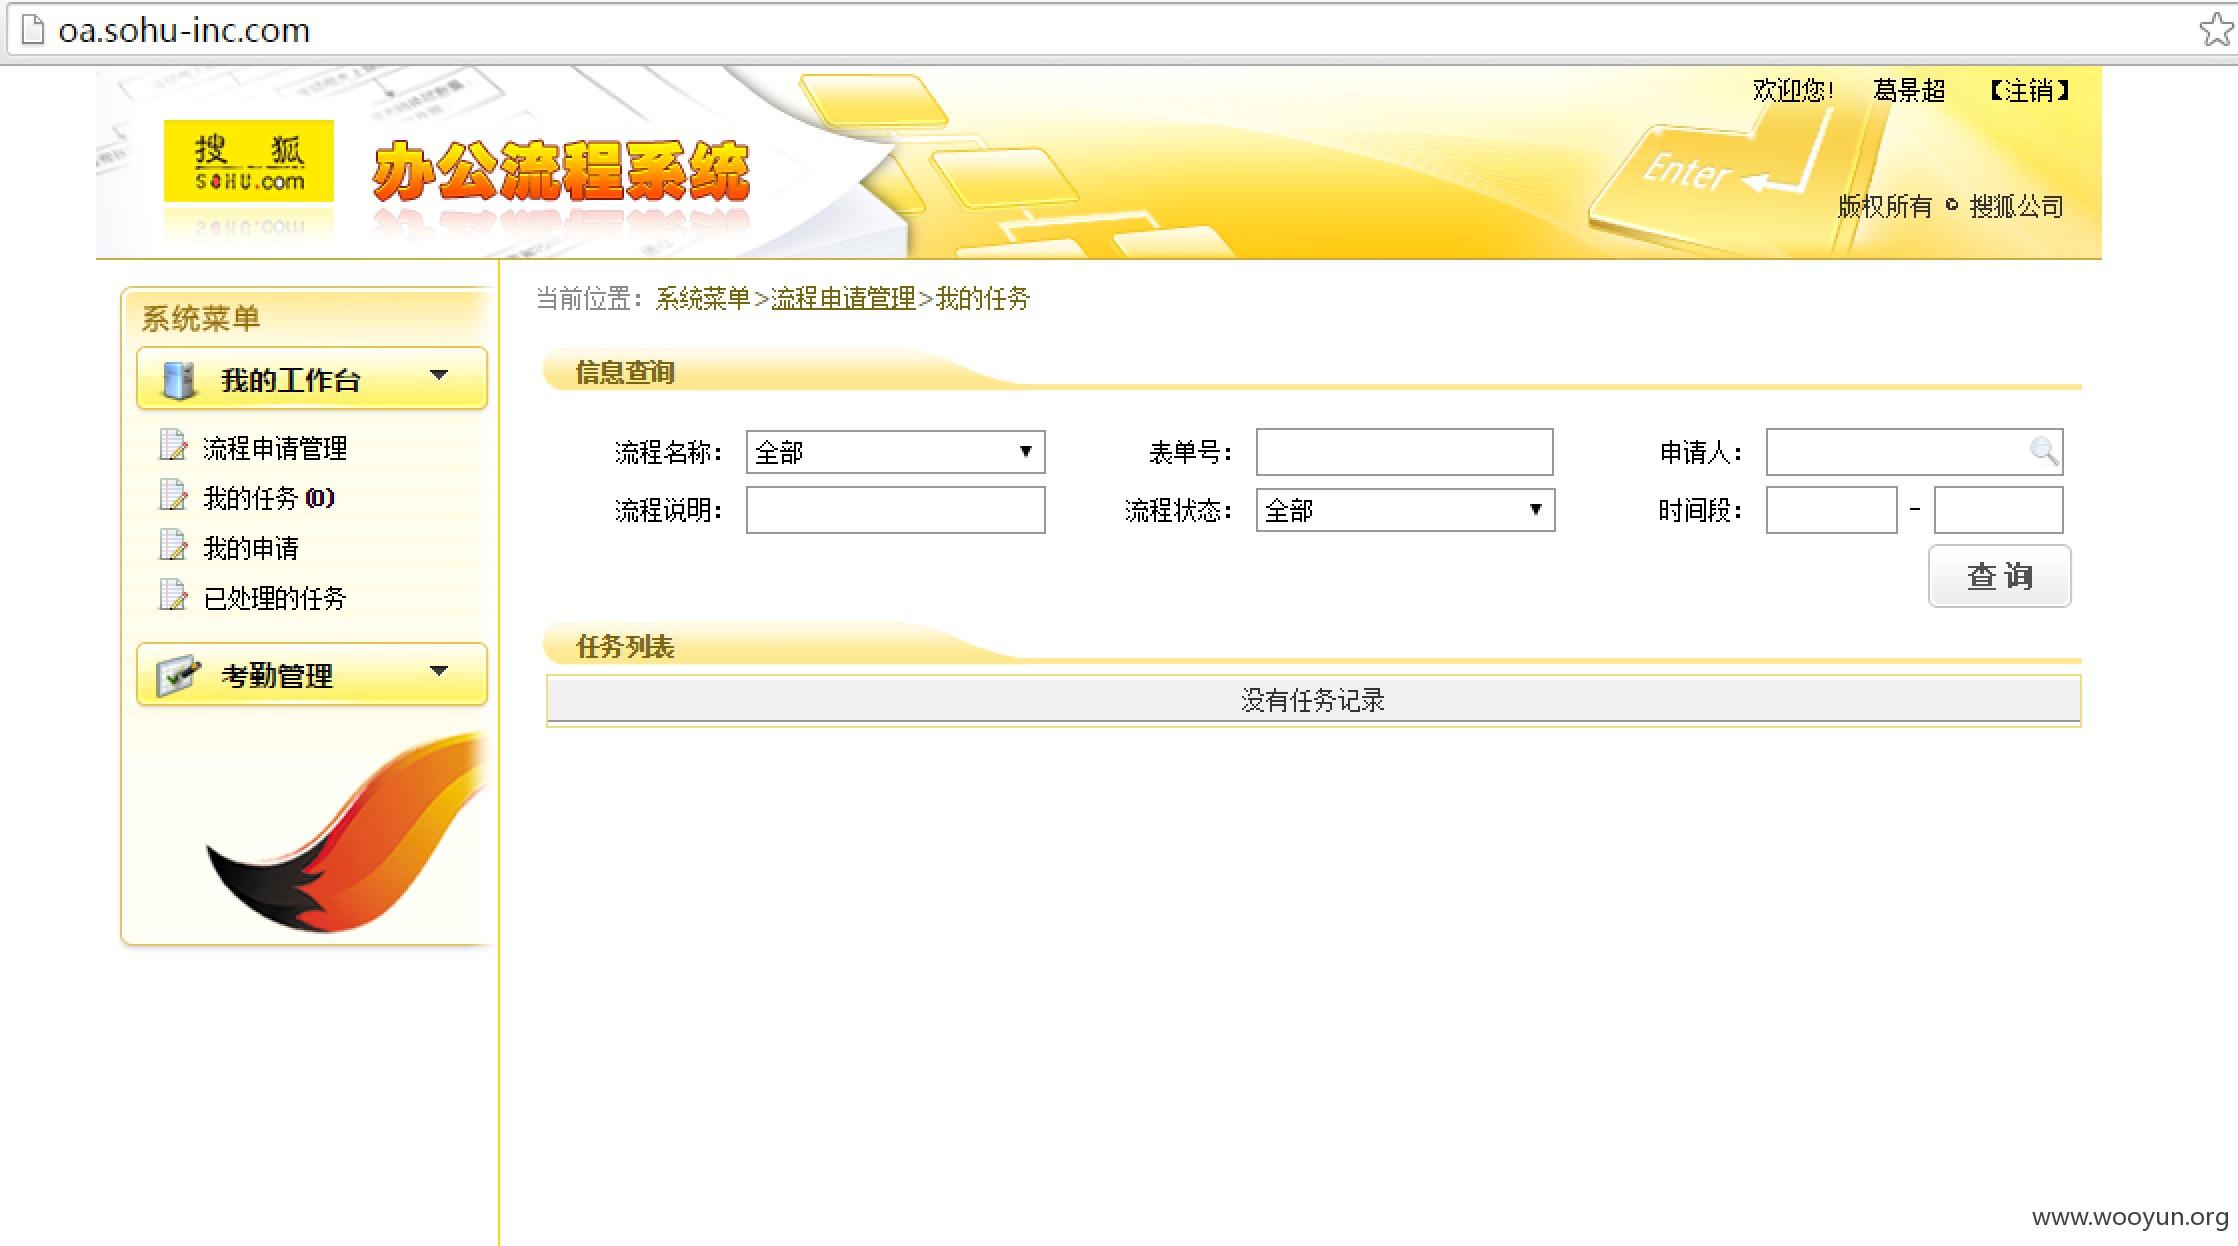 oa.sohu-inc.com
欢迎您! 葛景超 【注销】
搜狐
SOHU.com
办公流程系统
Enter
版权所有 © 搜狐公司
系统菜单
我的工作台
流程申请管理
我的任务 (0)
我的申请
已处理的任务
考勤管理
当前位置：系统菜单>流程申请管理>我的任务
信息查询
流程名称： 全部 表单号： 申请人：
流程说明： 流程状态： 全部 时间段： -
查 询
任务列表
没有任务记录
www.wooyun.org